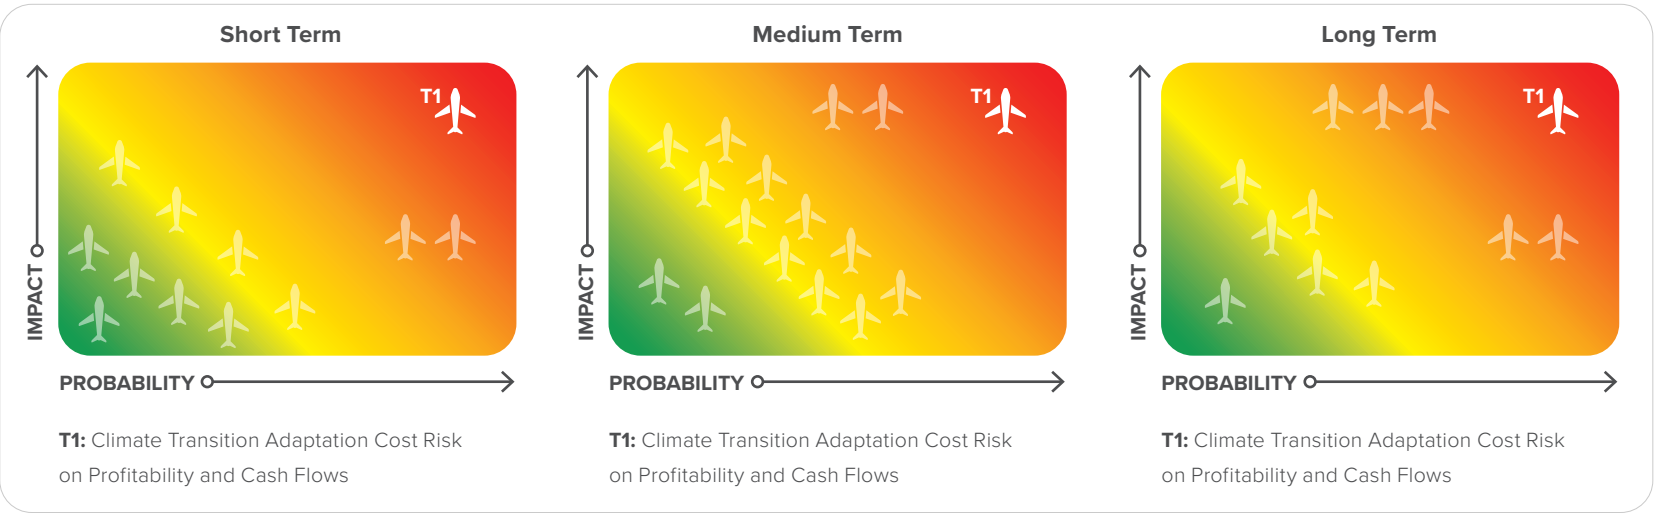 Short Term
T1
IMPACT
PROBABILITY
T1: Climate Transition Adaptation Cost Risk
on Profitability and Cash Flows
Medium Term
T1
IMPACT
PROBABILITY
T1: Climate Transition Adaptation Cost Risk
on Profitability and Cash Flows
Long Term
T1
IMPACT
PROBABILITY
T1: Climate Transition Adaptation Cost Risk
on Profitability and Cash Flows